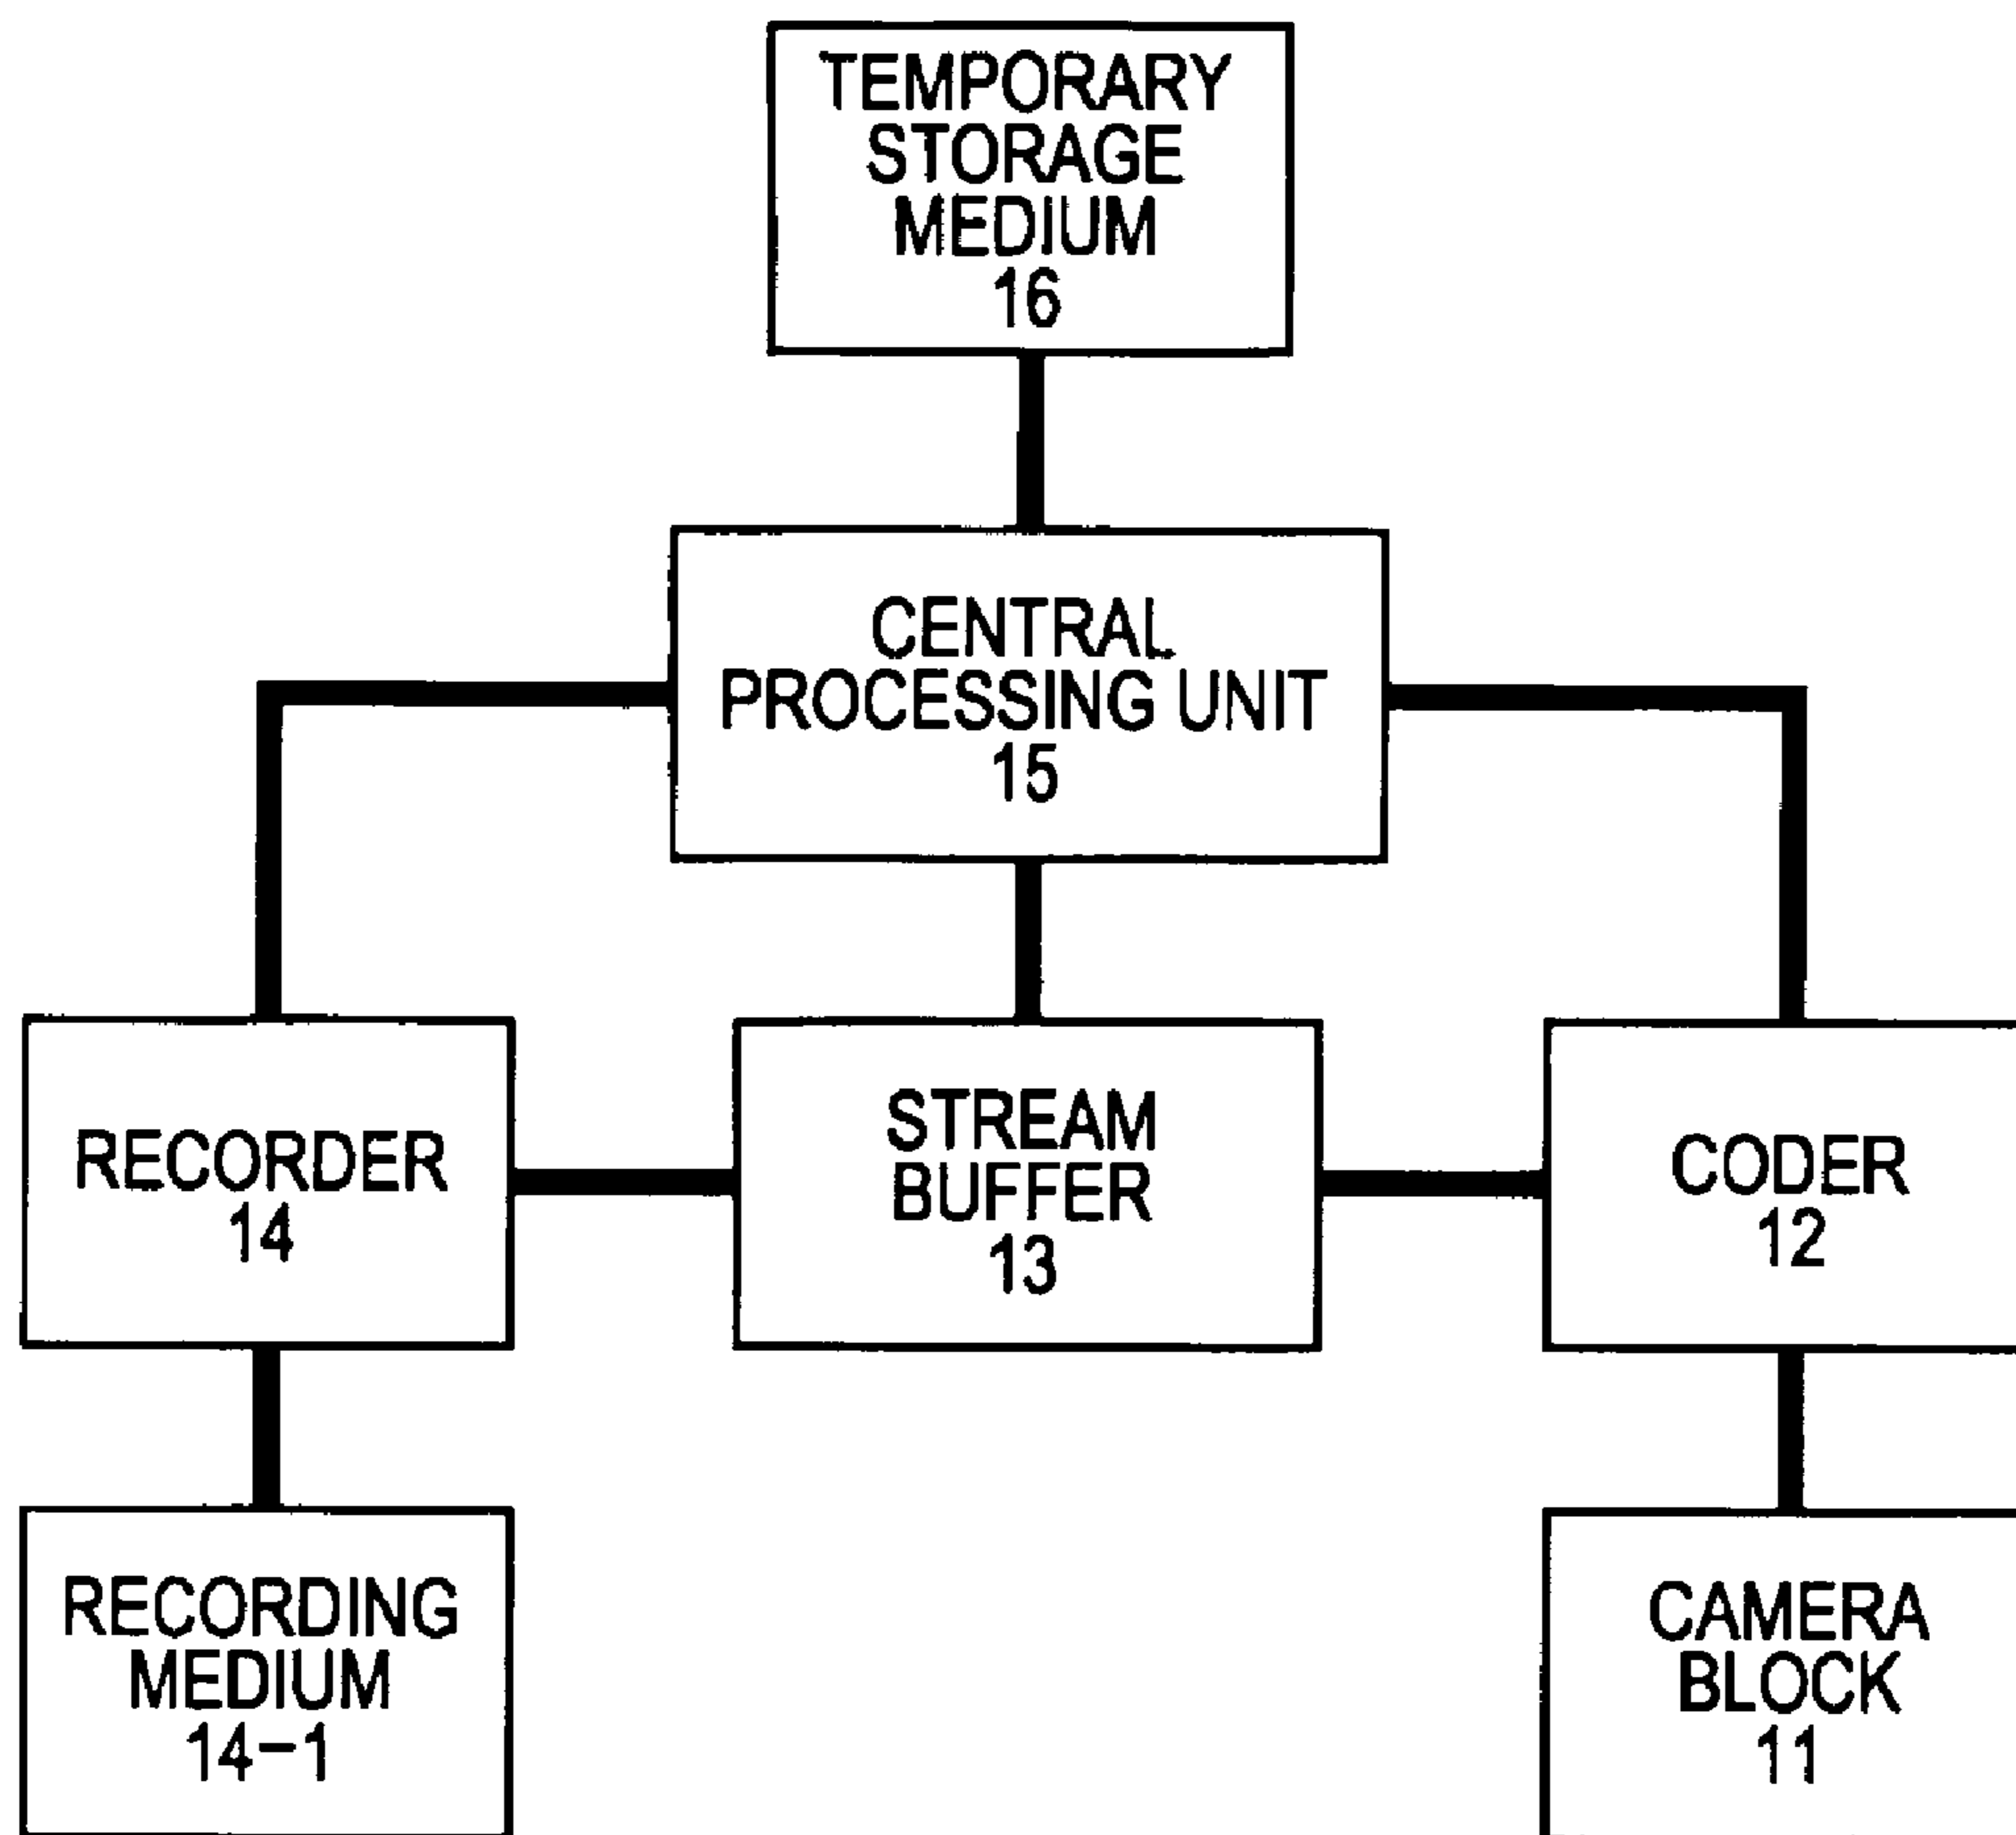 TEMPORARY
STORAGE
MEDIUM
16
CENTRAL
PROCESSING UNIT
15
RECORDER
14
STREAM
BUFFER
13
CODER
12
RECORDING
MEDIUM
14-1
CAMERA
BLOCK
11